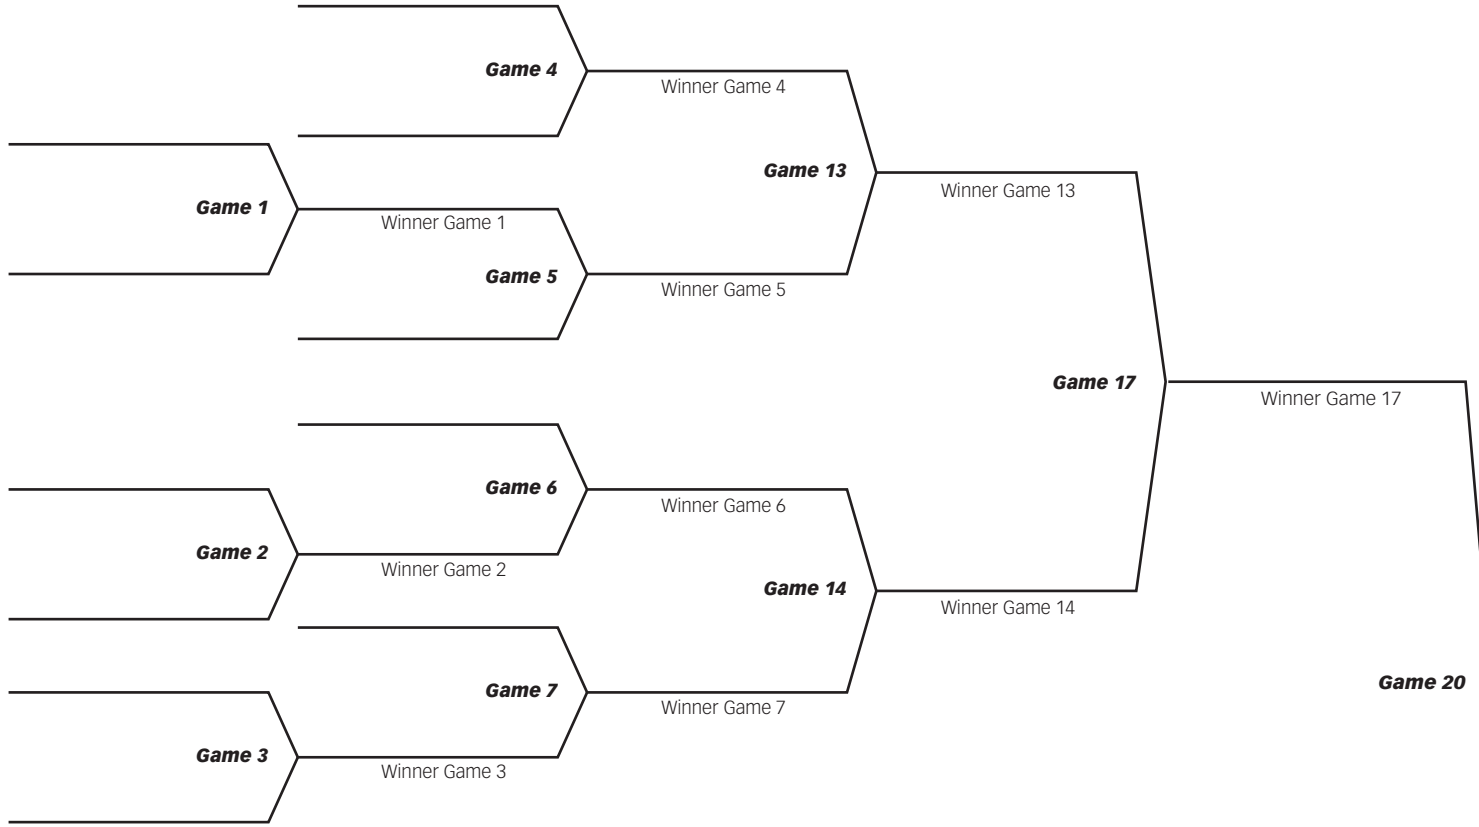 Game 4
Winner Game 4
Game 13
Winner Game 13
Game 1
Winner Game 1
Game 5
Winner Game 5
Game 17
Winner Game 17
Game 6
Winner Game 6
Game 2
Winner Game 2
Game 14
Winner Game 14
Game 7
Winner Game 7
Game 20
Game 3
Winner Game 3